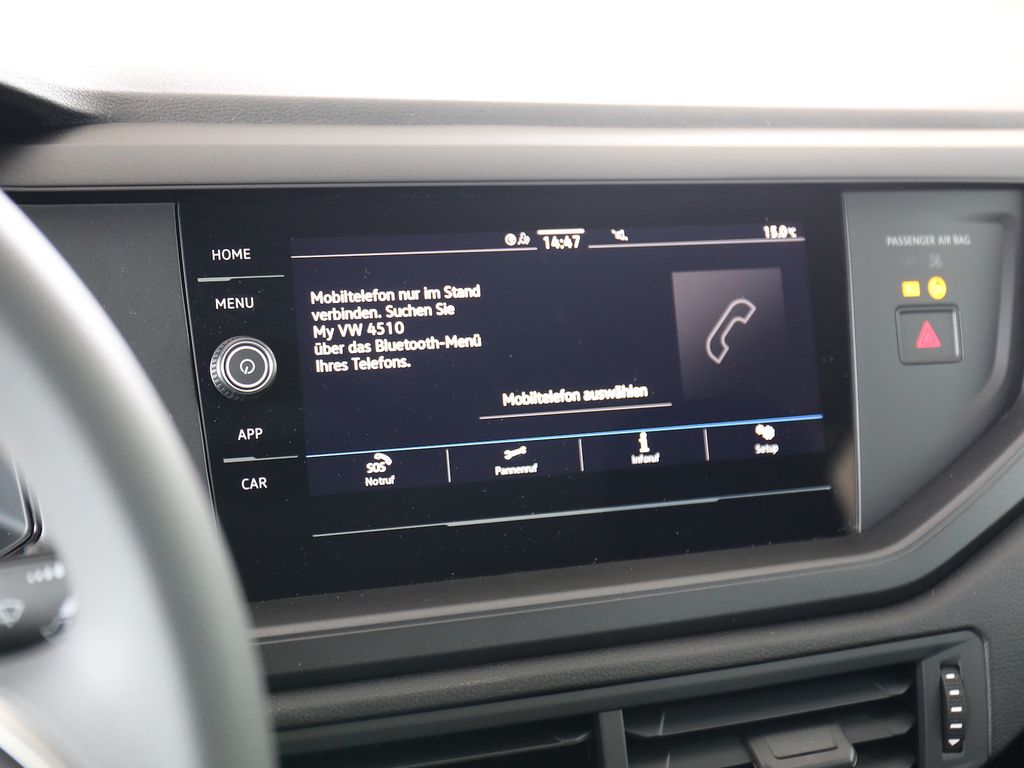 HOME
MENU
APP
CAR
14:47
15.0°C
Mobiltelefon nur im Stand
verbinden. Suchen Sie
My VW 4510
über das Bluetooth-Menü
Ihres Telefons.
Mobiltelefon auswählen
SOS
Notruf
Pannenruf
Inforuf
Setup
PASSENGER AIR BAG